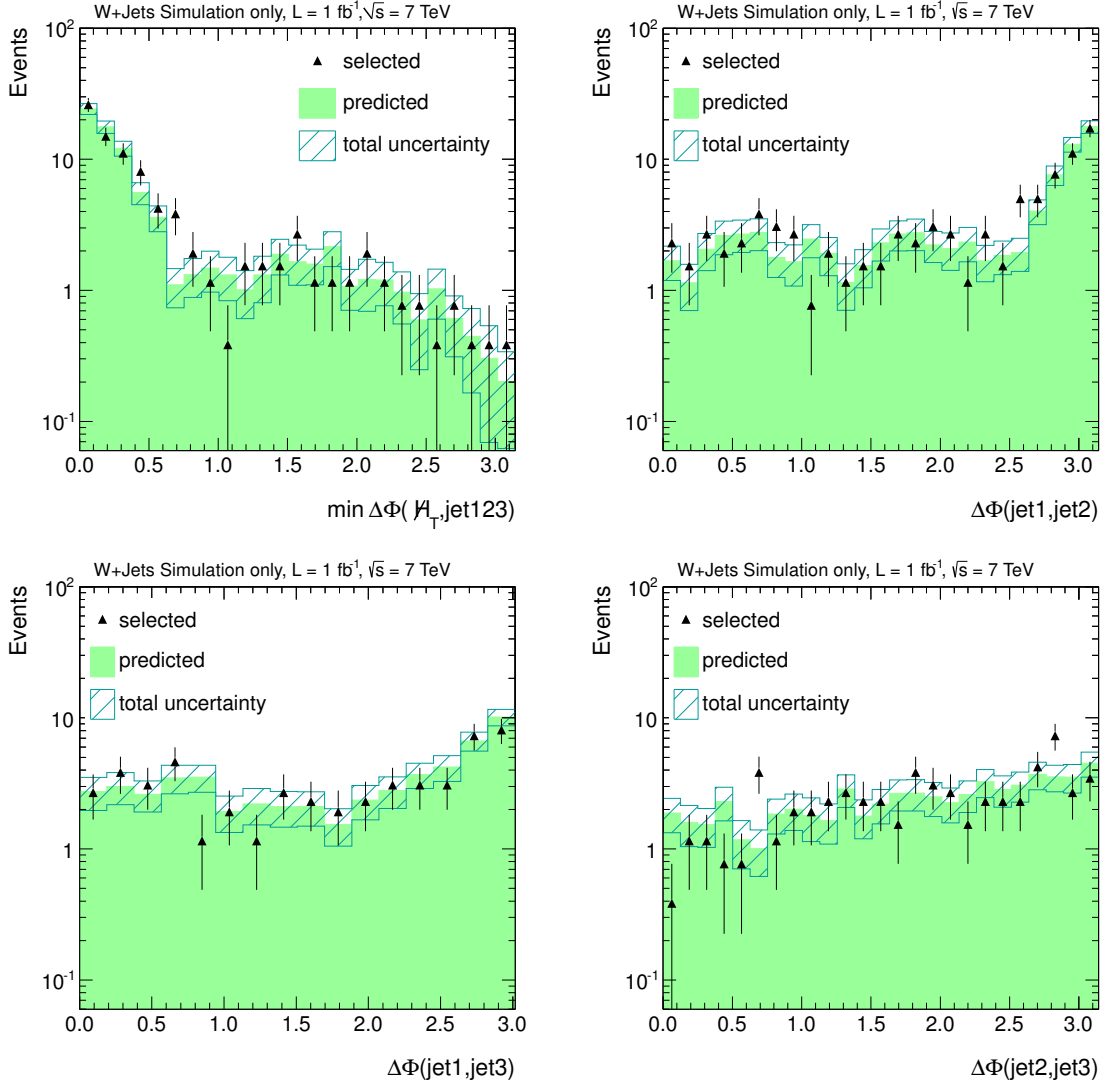 W+Jets Simulation only, L = 1 fb⁻¹,√s = 7 TeV
Events
10²
10
1
10⁻¹
selected
predicted
total uncertainty
0.0 0.5 1.0 1.5 2.0 2.5 3.0
min ΔΦ(H̸_T,jet123)
W+Jets Simulation only, L = 1 fb⁻¹, √s = 7 TeV
Events
10²
10
1
10⁻¹
selected
predicted
total uncertainty
0.0 0.5 1.0 1.5 2.0 2.5 3.0
ΔΦ(jet1,jet2)
W+Jets Simulation only, L = 1 fb⁻¹, √s = 7 TeV
Events
10²
10
1
10⁻¹
selected
predicted
total uncertainty
0.0 0.5 1.0 1.5 2.0 2.5 3.0
ΔΦ(jet1,jet3)
W+Jets Simulation only, L = 1 fb⁻¹, √s = 7 TeV
Events
10²
10
1
10⁻¹
selected
predicted
total uncertainty
0.0 0.5 1.0 1.5 2.0 2.5 3.0
ΔΦ(jet2,jet3)